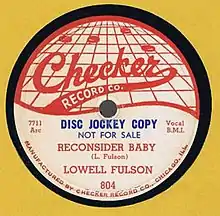 Checker
RECORD CO.
7711
Arc
DISC JOCKEY COPY
NOT FOR SALE
Vocal
B.M.I.
RECONSIDER BABY
(L. Fulson)
LOWELL FULSON
804
MANUFACTURED BY CHECKER RECORD CO., CHICAGO, ILL.